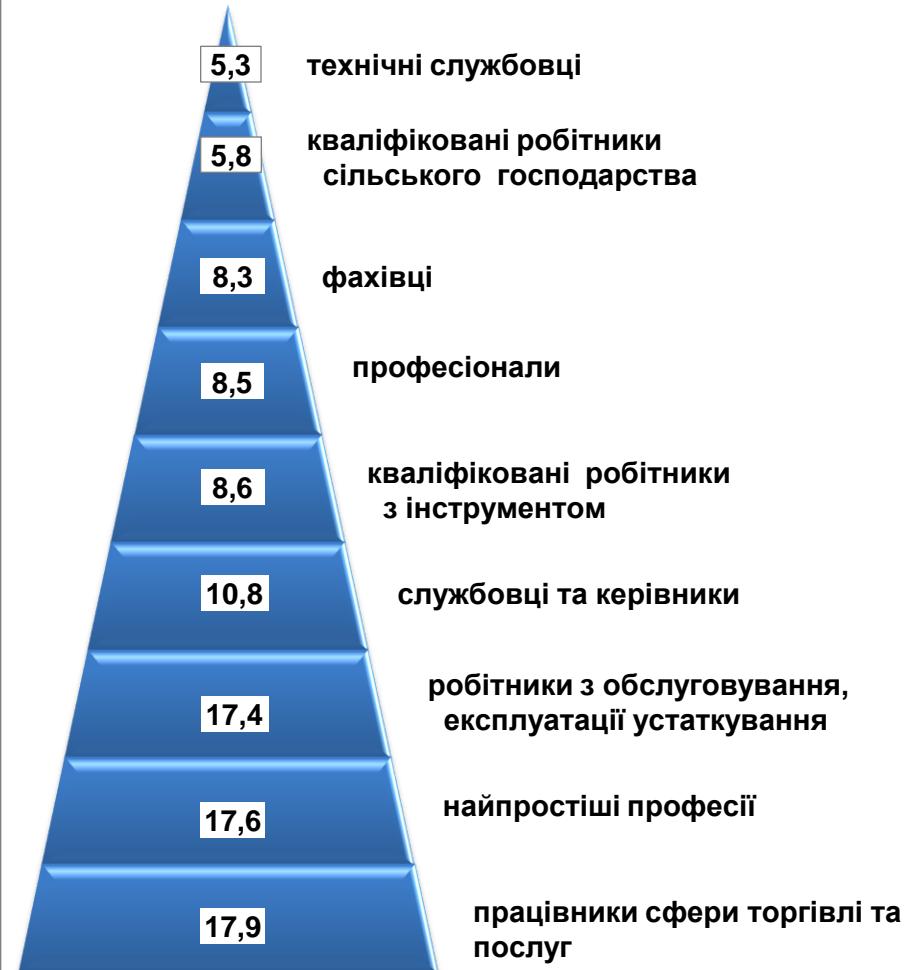 5,3 технічні службовці
5,8 кваліфіковані робітники
сільського господарства
8,3 фахівці
8,5 професіонали
8,6 кваліфіковані робітники
з інструментом
10,8 службовці та керівники
17,4 робітники з обслуговування,
експлуатації устаткування
17,6 найпростіші професії
17,9 працівники сфери торгівлі та
послуг